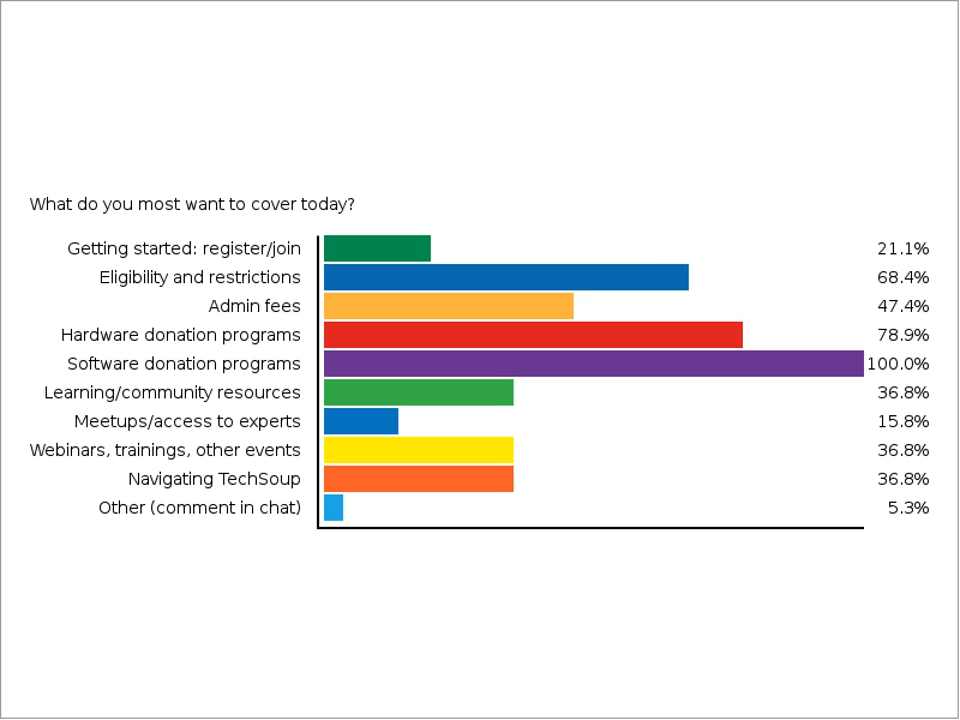 What do you most want to cover today?
Getting started: register/join 21.1%
Eligibility and restrictions 68.4%
Admin fees 47.4%
Hardware donation programs 78.9%
Software donation programs 100.0%
Learning/community resources 36.8%
Meetups/access to experts 15.8%
Webinars, trainings, other events 36.8%
Navigating TechSoup 36.8%
Other (comment in chat) 5.3%